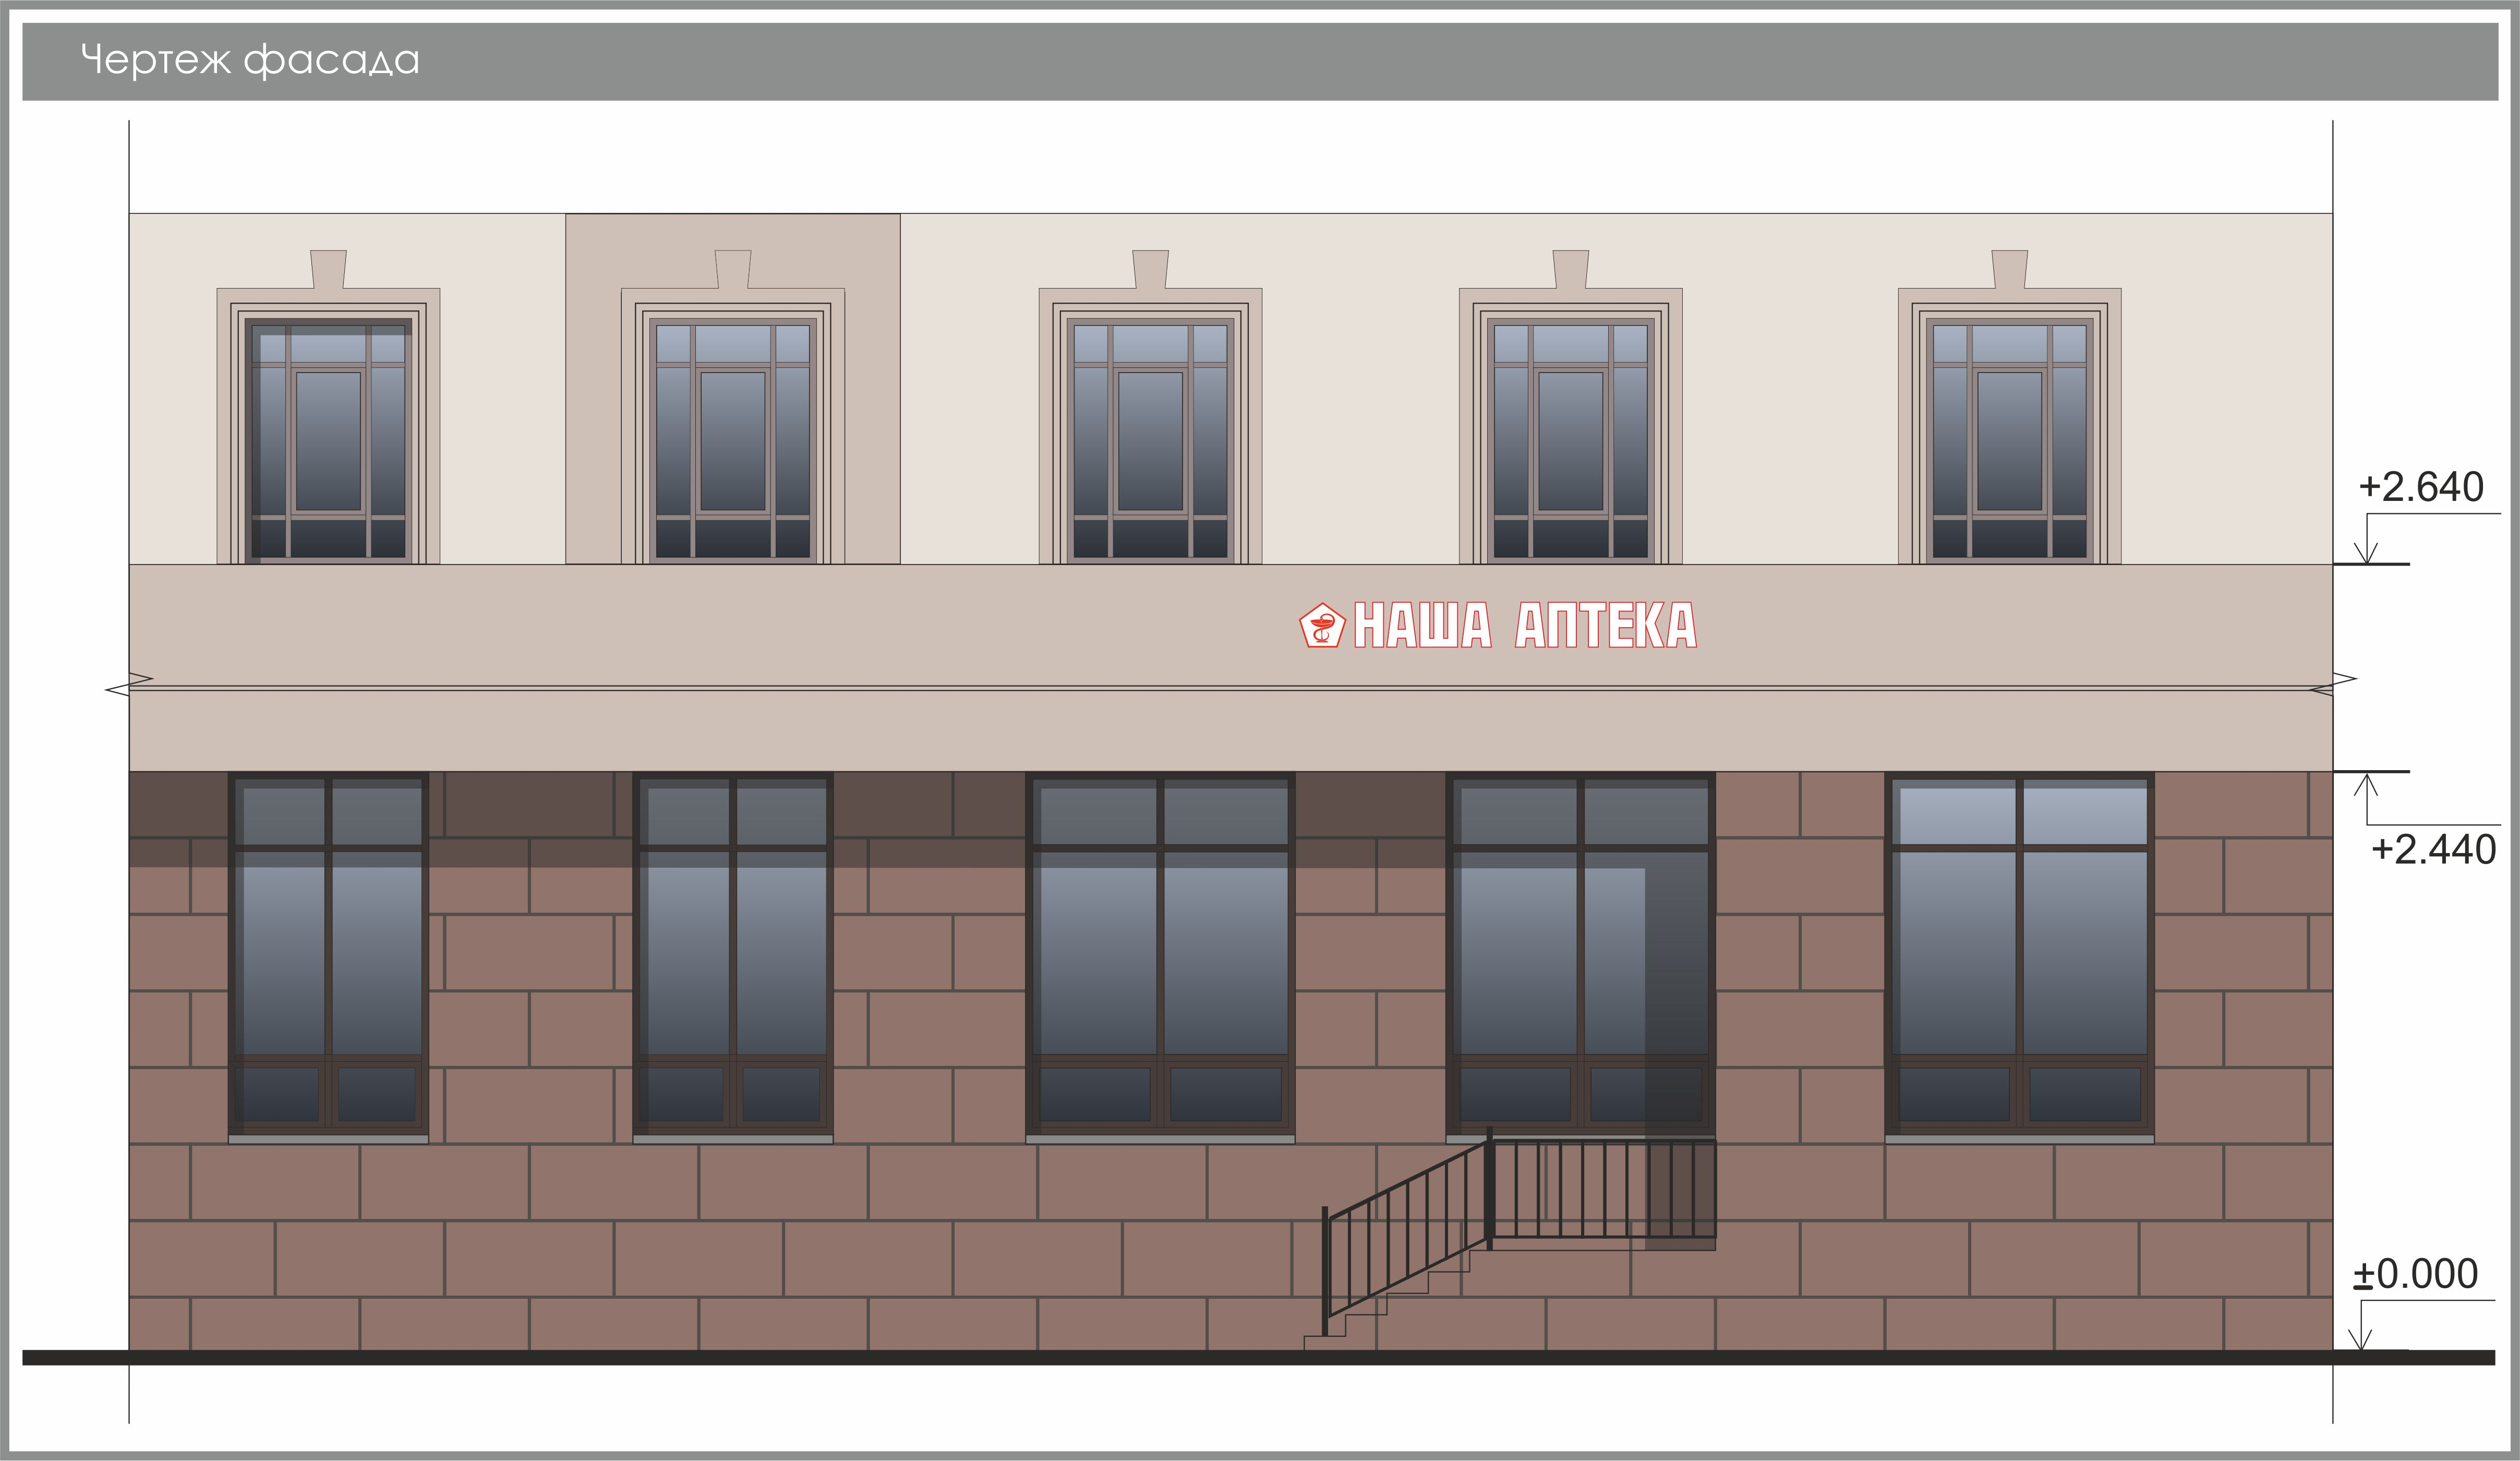 Чертеж фасада
+2.640
НАША АПТЕКА
+2.440
±0.000